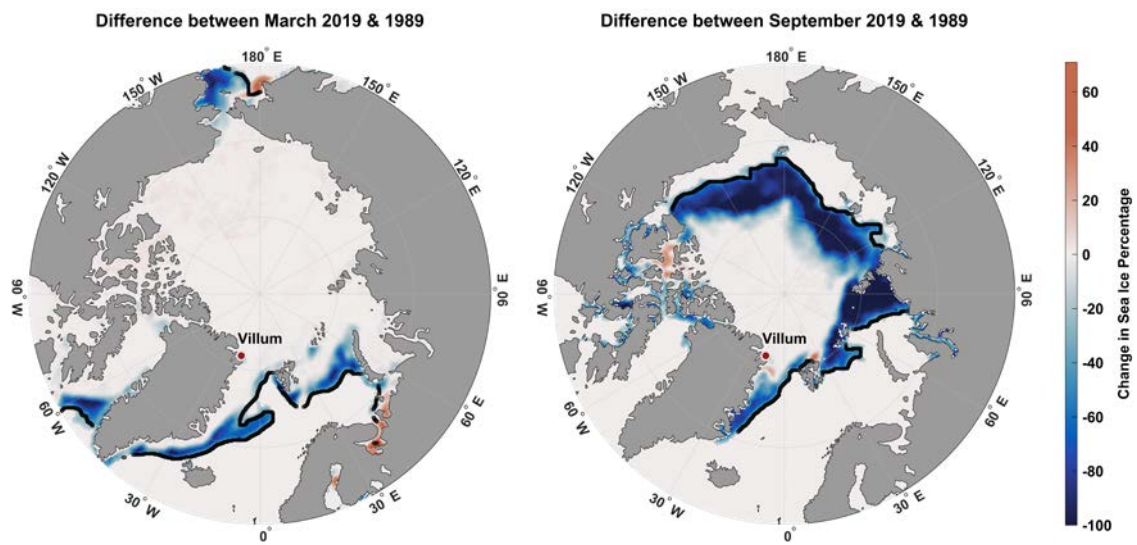 Difference between March 2019 & 1989
Difference between September 2019 & 1989
180° E
150° W
150° E
120° W
120° E
90° W
90° E
60° W
60° E
30° W
30° E
0°
Villum
180° E
150° W
150° E
120° W
120° E
90° W
90° E
60° W
60° E
30° W
30° E
0°
Villum
60
40
20
0
-20
-40
-60
-80
-100
Change in Sea Ice Percentage